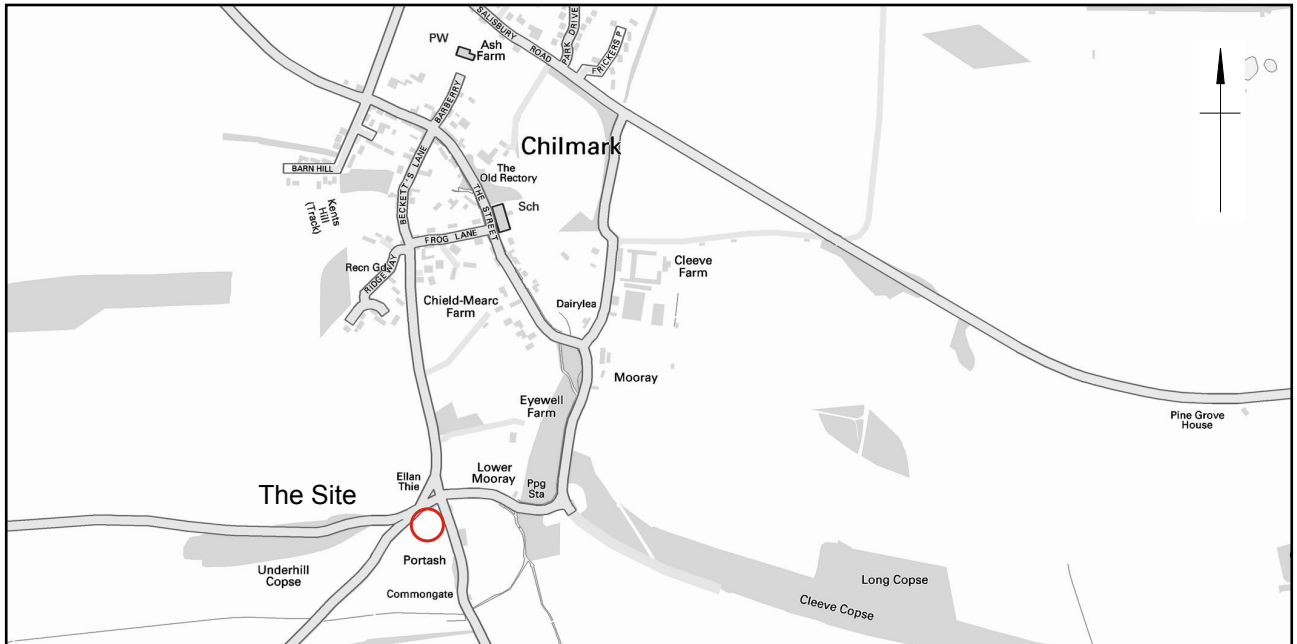 SALISBURY ROAD
PARK DRIVE
FRICKERS P
PW
Ash
Farm
BARBERRY
Chilmark
BARN HILL
BECKETT'S LANE
The
Old Rectory
THE STREET
Sch
Kents
Hill
(Track)
FROG LANE
Recn Gd
RIDGEWAY
Cleeve
Farm
Chield-Mearc
Farm
Dairylea
Mooray
Eyewell
Farm
Pine Grove
House
Ellan
Thie
Lower
Mooray
Ppg
Sta
The Site
Portash
Underhill
Copse
Commongate
Long Copse
Cleeve Copse